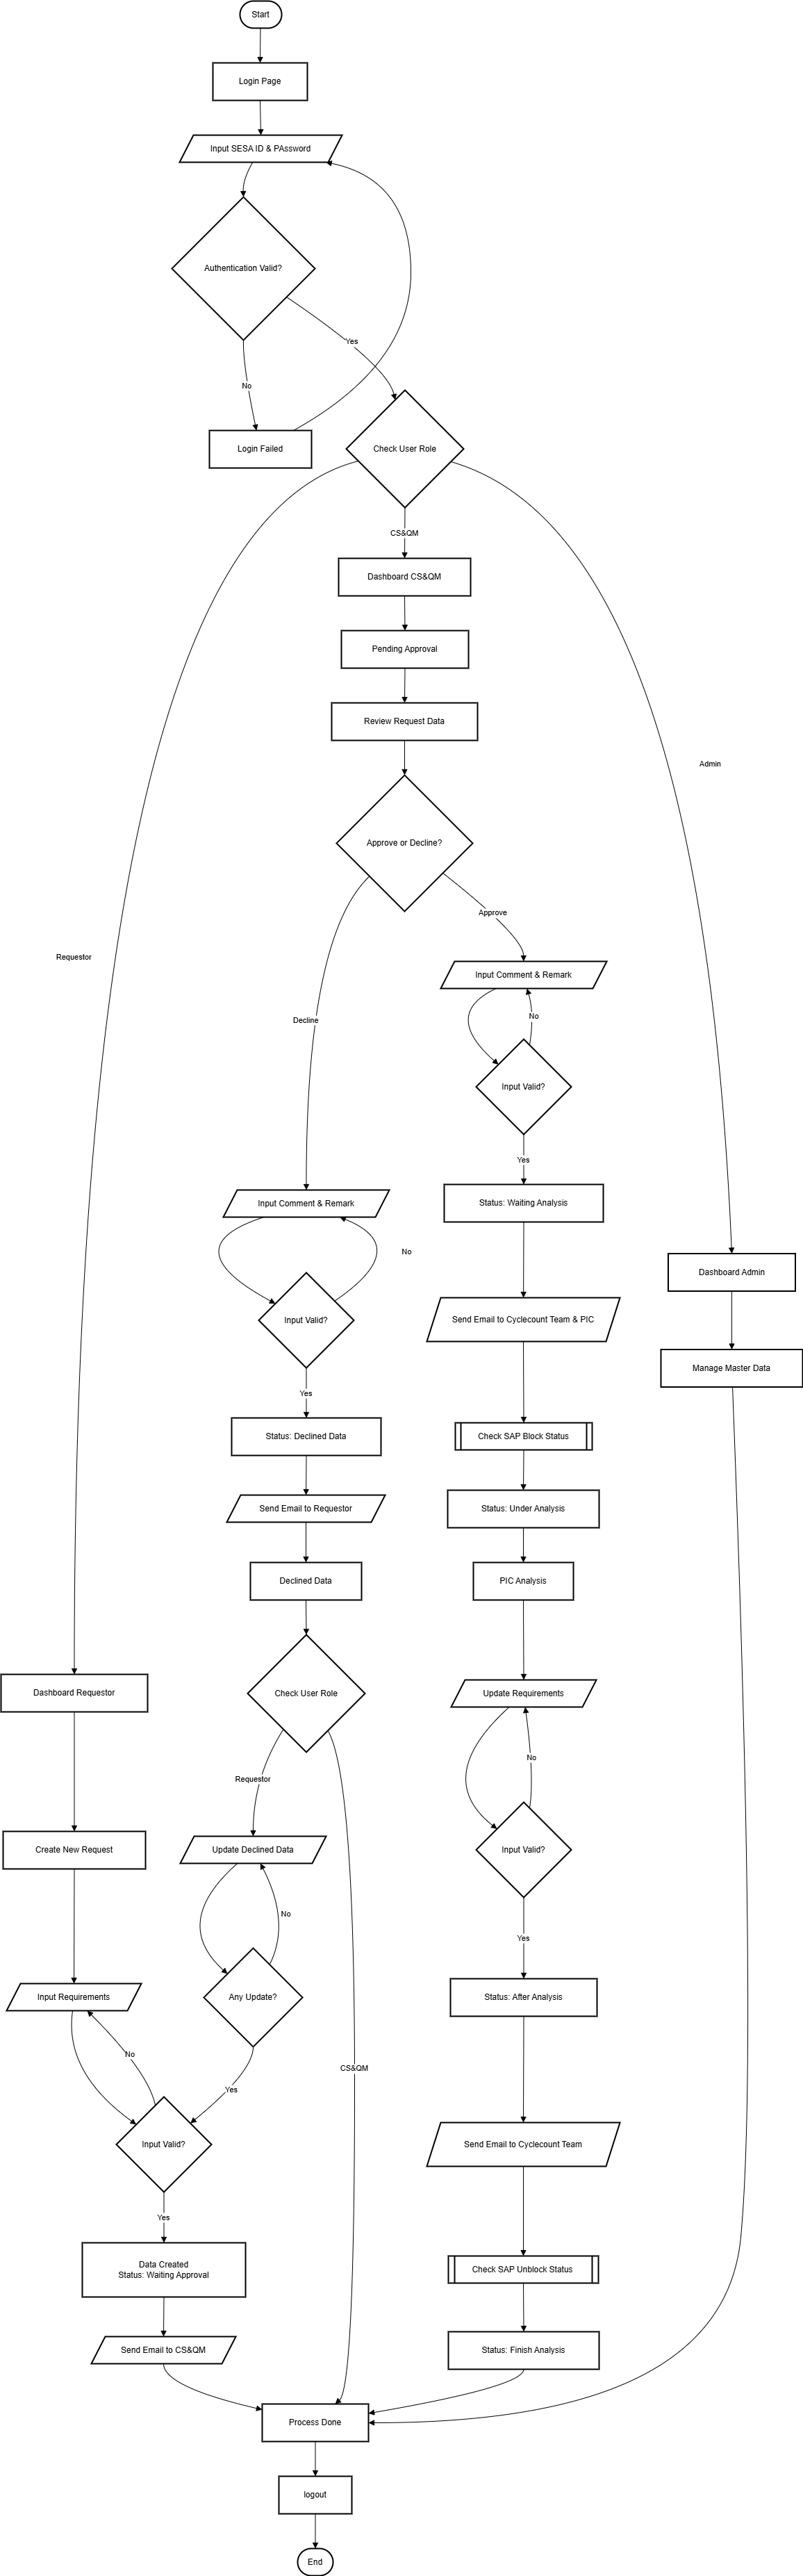 Start
Login Page
Input SESA ID & PAssword
Authentication Valid?
Yes
No
Login Failed
Check User Role
CS&QM
Dashboard CS&QM
Pending Approval
Review Request Data
Admin
Approve or Decline?
Approve
Requestor
Input Comment & Remark
No
Decline
Input Valid?
Yes
Status: Waiting Analysis
Input Comment & Remark
No
Dashboard Admin
Input Valid?
Send Email to Cyclecount Team & PIC
Manage Master Data
Yes
Status: Declined Data
Check SAP Block Status
Send Email to Requestor
Status: Under Analysis
Declined Data
PIC Analysis
Dashboard Requestor
Check User Role
Update Requirements
No
Requestor
Create New Request
Update Declined Data
Input Valid?
No
Yes
Input Requirements
Any Update?
Status: After Analysis
No
CS&QM
Yes
Input Valid?
Send Email to Cyclecount Team
Yes
Data Created
Status: Waiting Approval
Check SAP Unblock Status
Send Email to CS&QM
Status: Finish Analysis
Process Done
logout
End